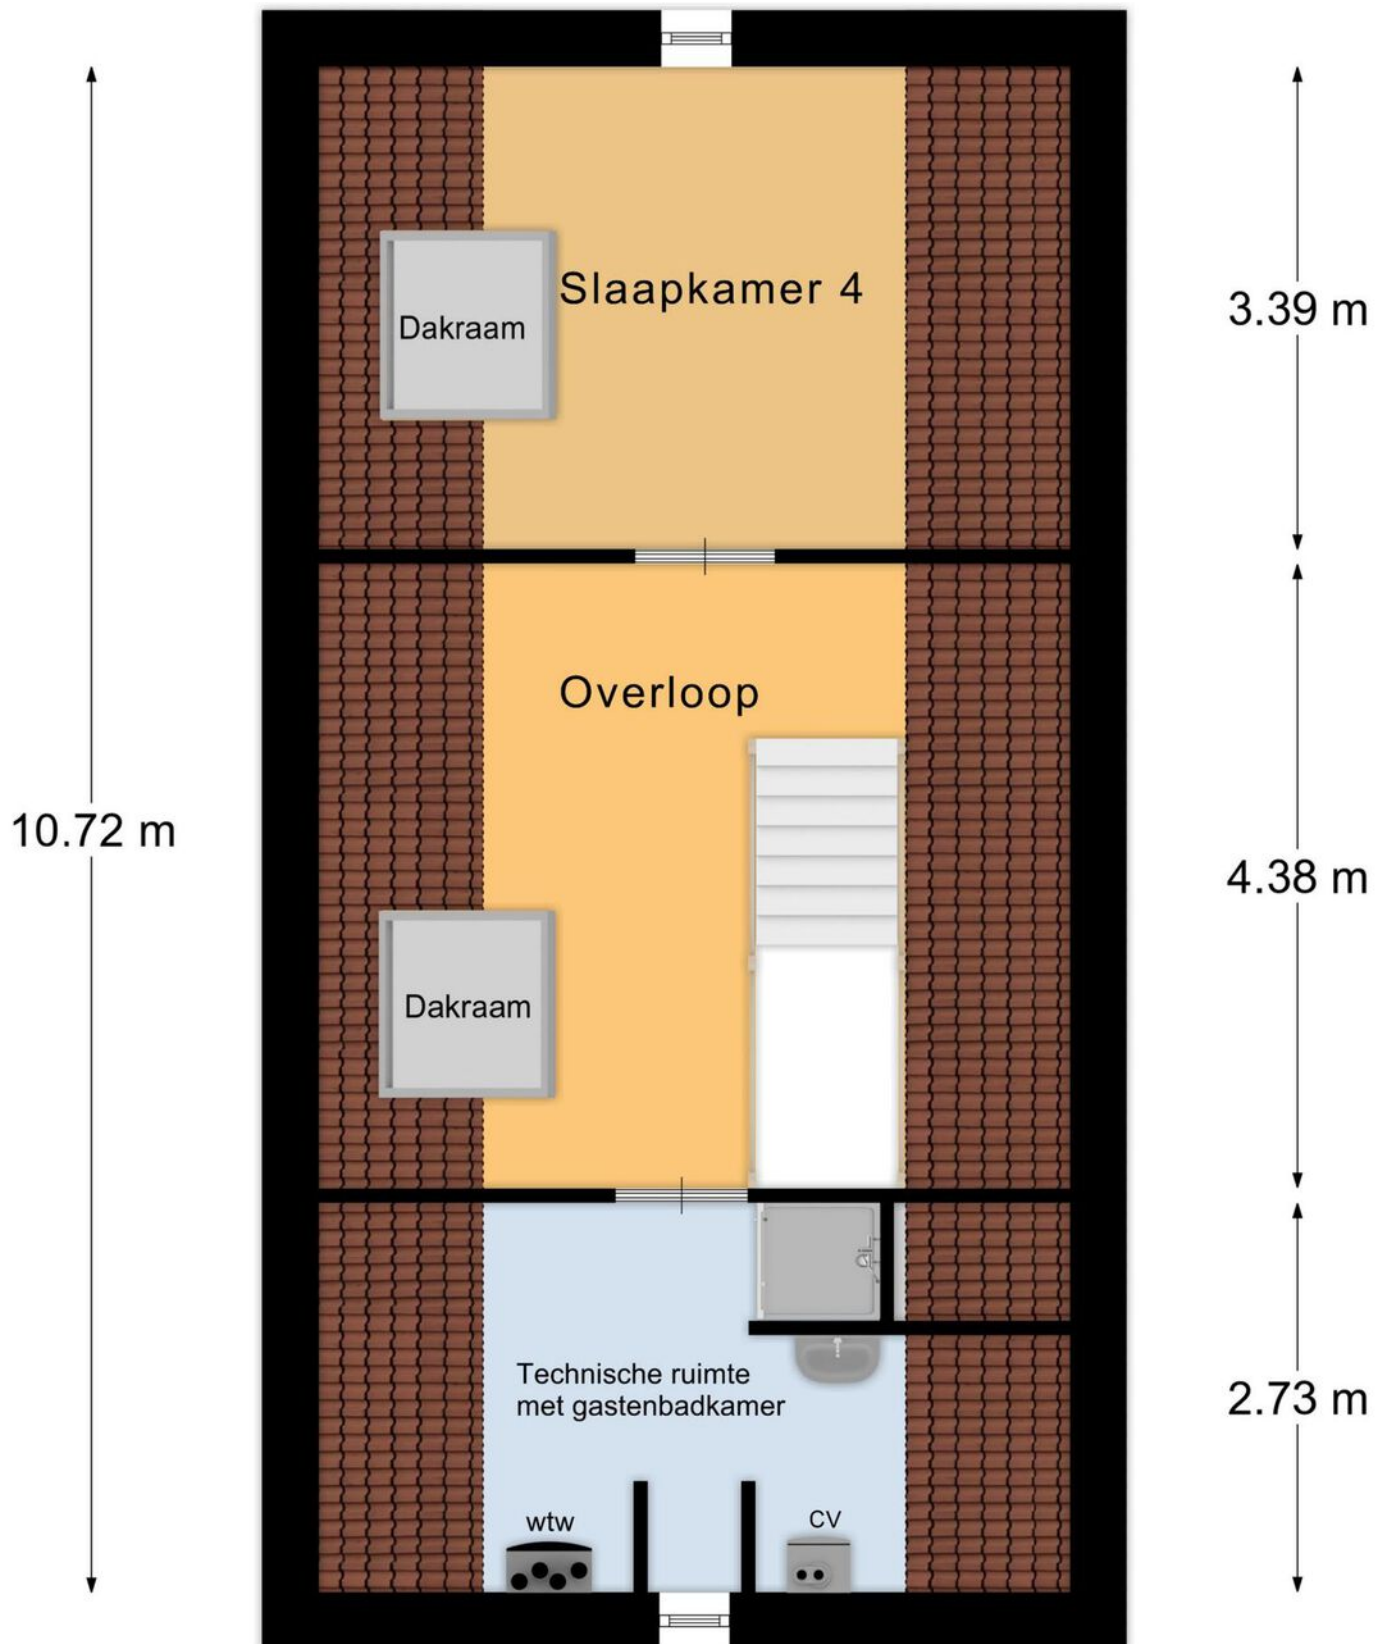 Slaapkamer 4
Dakraam
3.39 m
Overloop
10.72 m
4.38 m
Dakraam
Technische ruimte
met gastenbadkamer
2.73 m
wtw
CV